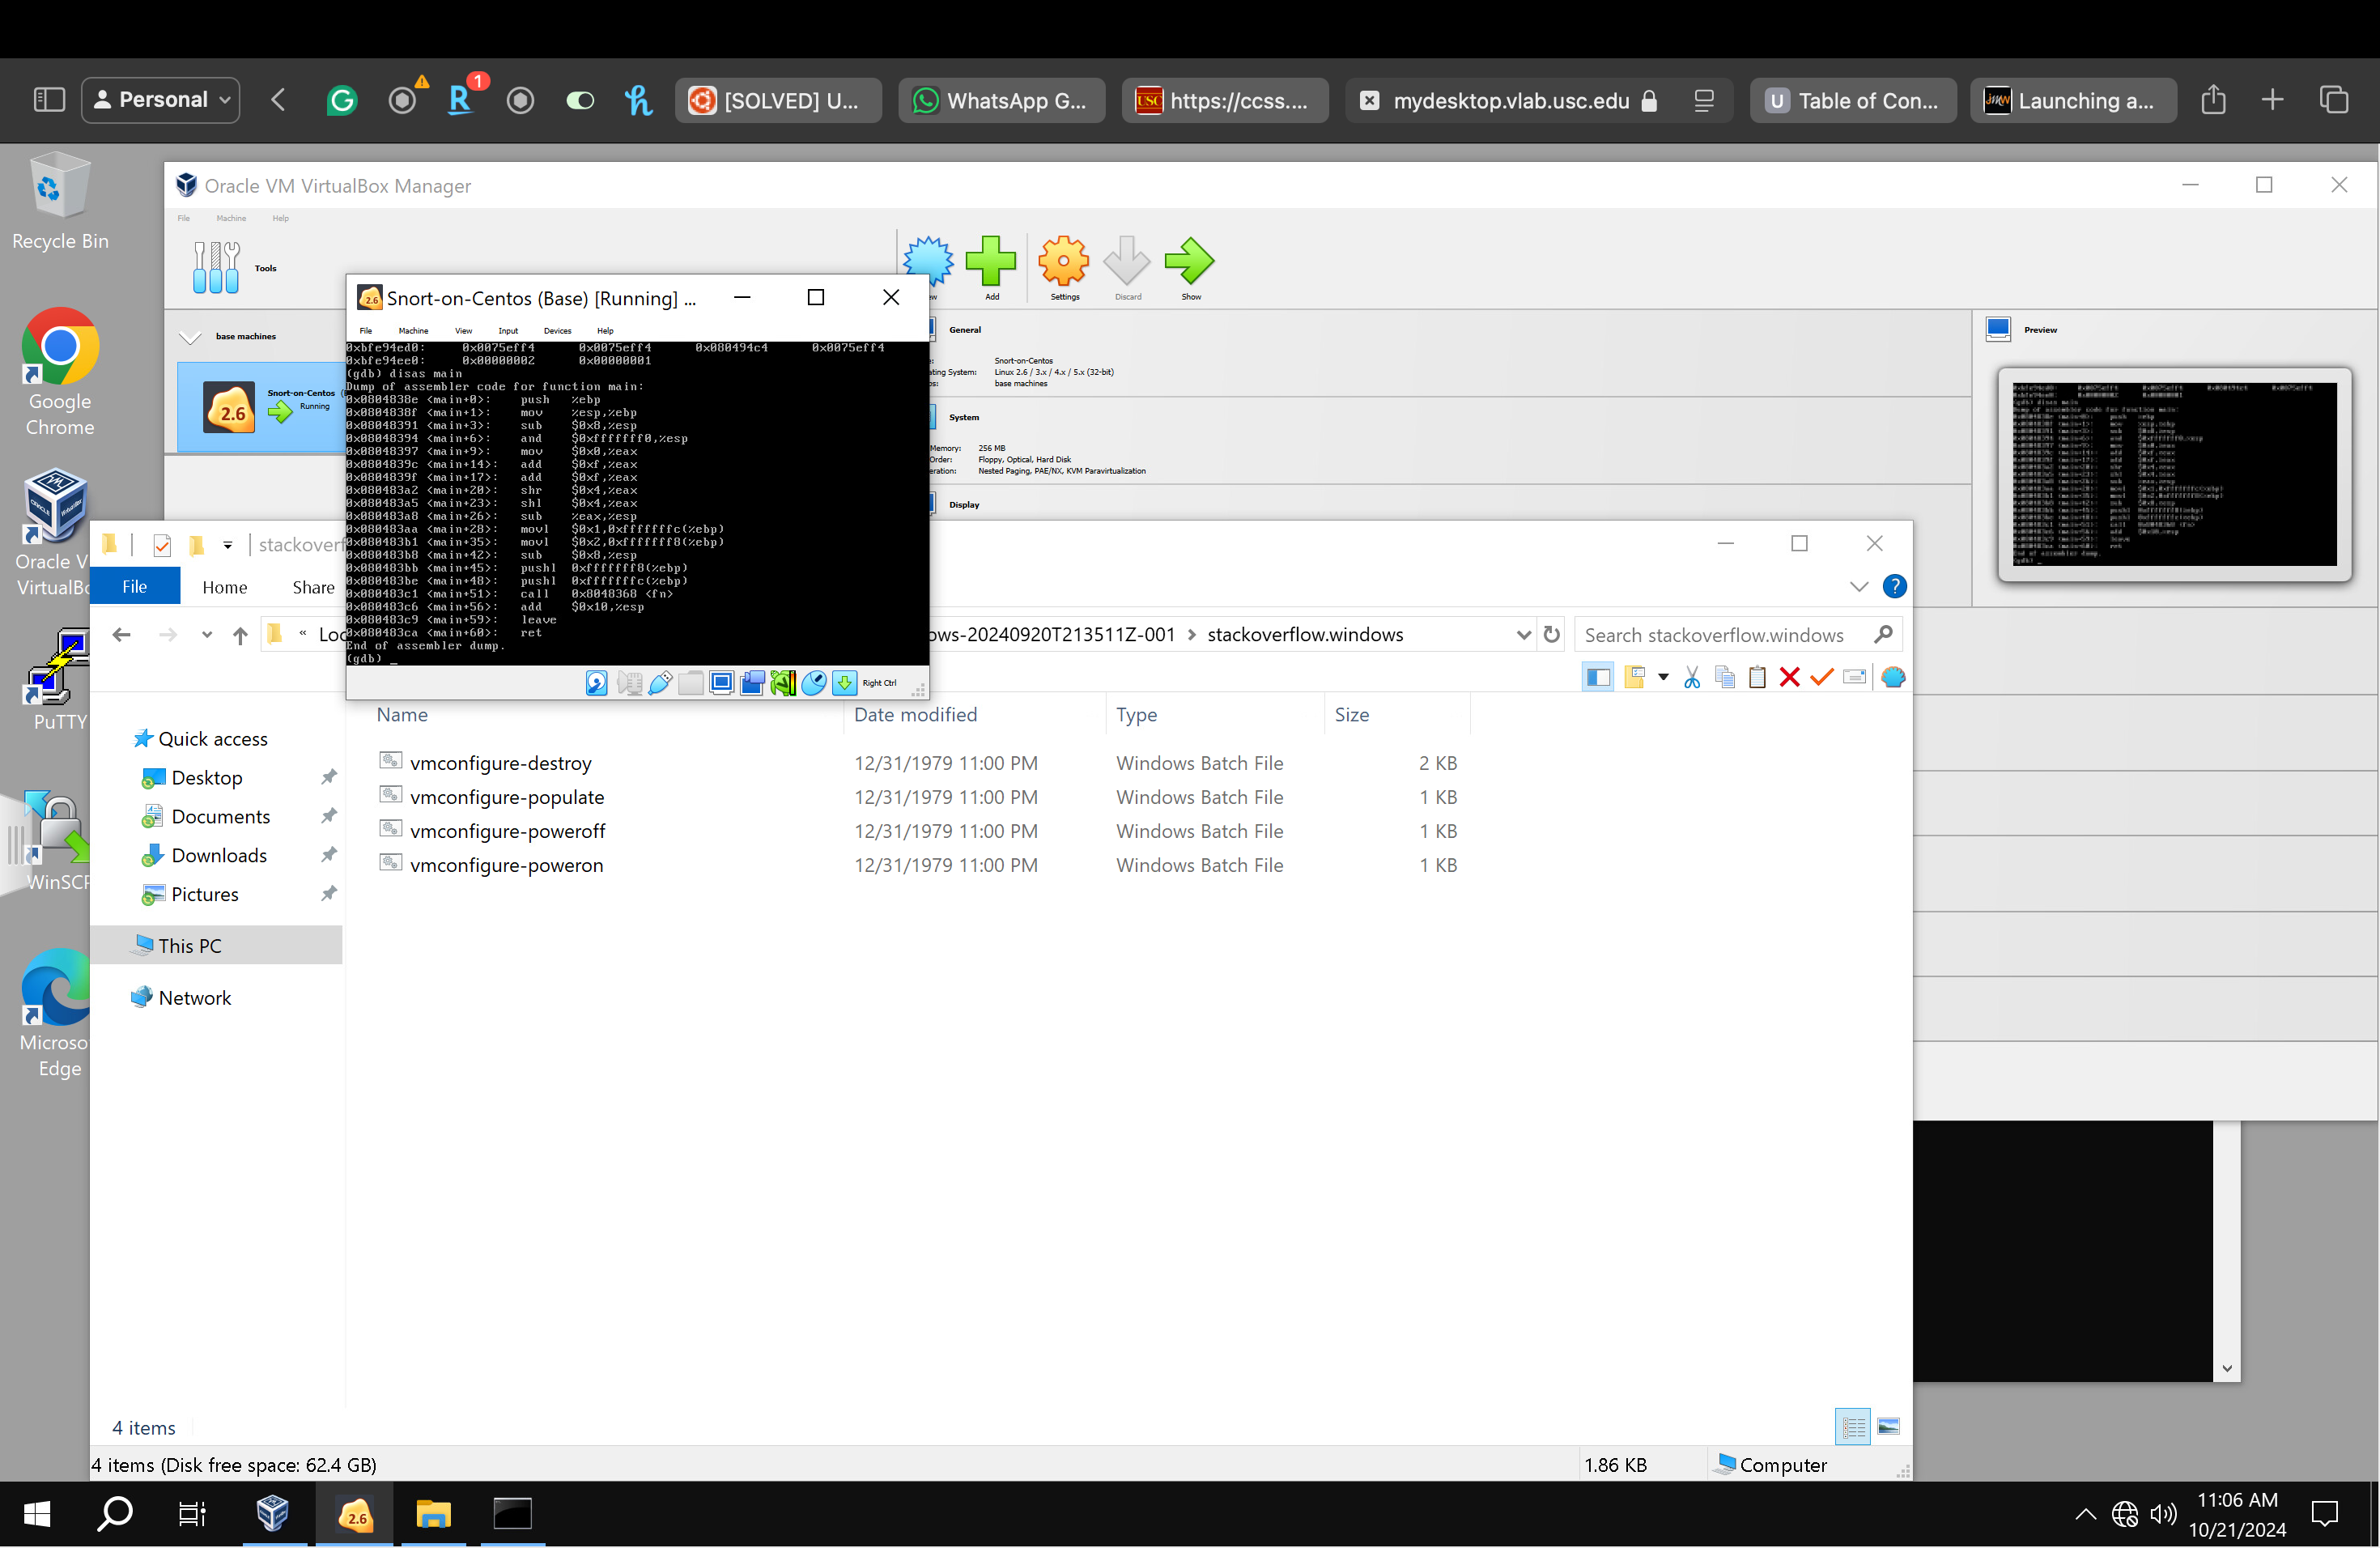 Personal
1
[SOLVED] U...
WhatsApp G...
USC
https://ccss....
mydesktop.vlab.usc.edu
U
Table of Con...
Launching a...
Recycle Bin
Oracle VM VirtualBox Manager
File Machine Help
Tools
Add
Settings
Discard
Show
Google
Chrome
base machines
2.6
Snort-on-Centos (
Running
Snort-on-Centos (Base) [Running] ...
File Machine View Input Devices Help
0xbfe94ed0: 0x0075eff4 0x0075eff4 0x080494c4 0x0075eff4
0xbfe94ee0: 0x00000002 0x00000001
(gdb) disas main
Dump of assembler code for function main:
0x0804838e <main+0>: push %ebp
0x0804838f <main+1>: mov %esp,%ebp
0x08048391 <main+3>: sub $0x8,%esp
0x08048394 <main+6>: and $0xfffffff0,%esp
0x08048397 <main+9>: mov $0x0,%eax
0x0804839c <main+14>: add $0xf,%eax
0x0804839f <main+17>: add $0xf,%eax
0x080483a2 <main+20>: shr $0x4,%eax
0x080483a5 <main+23>: shl $0x4,%eax
0x080483a8 <main+26>: sub %eax,%esp
0x080483aa <main+28>: movl $0x1,0xfffffffc(%ebp)
0x080483b1 <main+35>: movl $0x2,0xfffffff8(%ebp)
0x080483b8 <main+42>: sub $0x8,%esp
0x080483bb <main+45>: pushl 0xfffffff8(%ebp)
0x080483be <main+48>: pushl 0xfffffffc(%ebp)
0x080483c1 <main+51>: call 0x8048368 <fn>
0x080483c6 <main+56>: add $0x10,%esp
0x080483c9 <main+59>: leave
0x080483ca <main+60>: ret
End of assembler dump.
(gdb) _
Right Ctrl
General
Snort-on-Centos
ating System: Linux 2.6 / 3.x / 4.x / 5.x (32-bit)
base machines
System
Memory: 256 MB
Order: Floppy, Optical, Hard Disk
eration: Nested Paging, PAE/NX, KVM Paravirtualization
Display
Preview
Oracle V
VirtualB
PuTTY
WinSCP
Microso
Edge
stackoverf
File Home Share
« Loc
ows-20240920T213511Z-001 > stackoverflow.windows
Search stackoverflow.windows
Quick access
Desktop
Documents
Downloads
Pictures
This PC
Network
Name Date modified Type Size
vmconfigure-destroy 12/31/1979 11:00 PM Windows Batch File 2 KB
vmconfigure-populate 12/31/1979 11:00 PM Windows Batch File 1 KB
vmconfigure-poweroff 12/31/1979 11:00 PM Windows Batch File 1 KB
vmconfigure-poweron 12/31/1979 11:00 PM Windows Batch File 1 KB
4 items
4 items (Disk free space: 62.4 GB)
1.86 KB
Computer
2.6
11:06 AM
10/21/2024